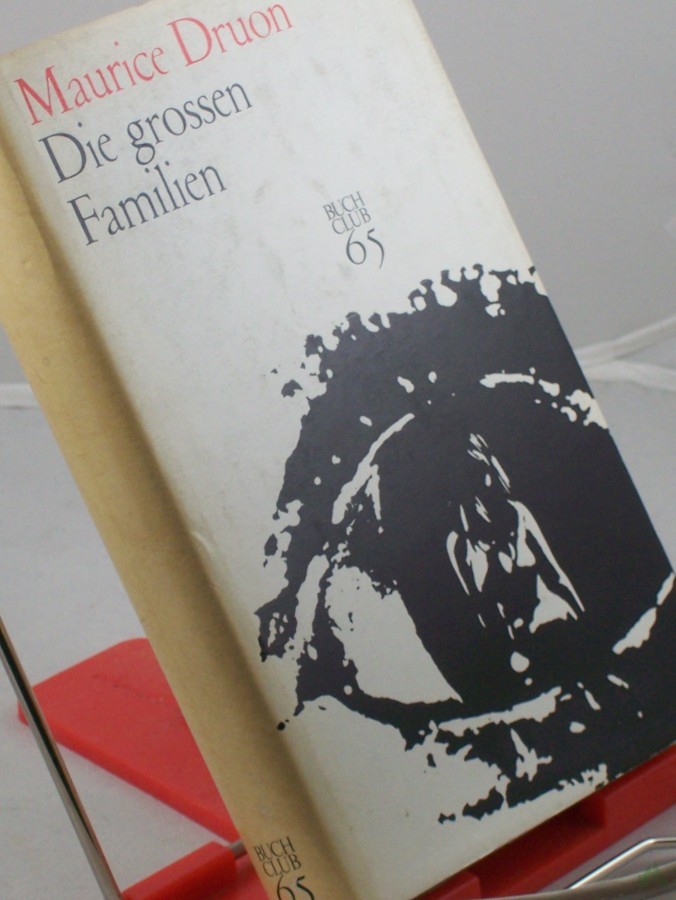 Maurice Druon
Die grossen
Familien
BUCH
CLUB
65
BUCH
CLUB
65